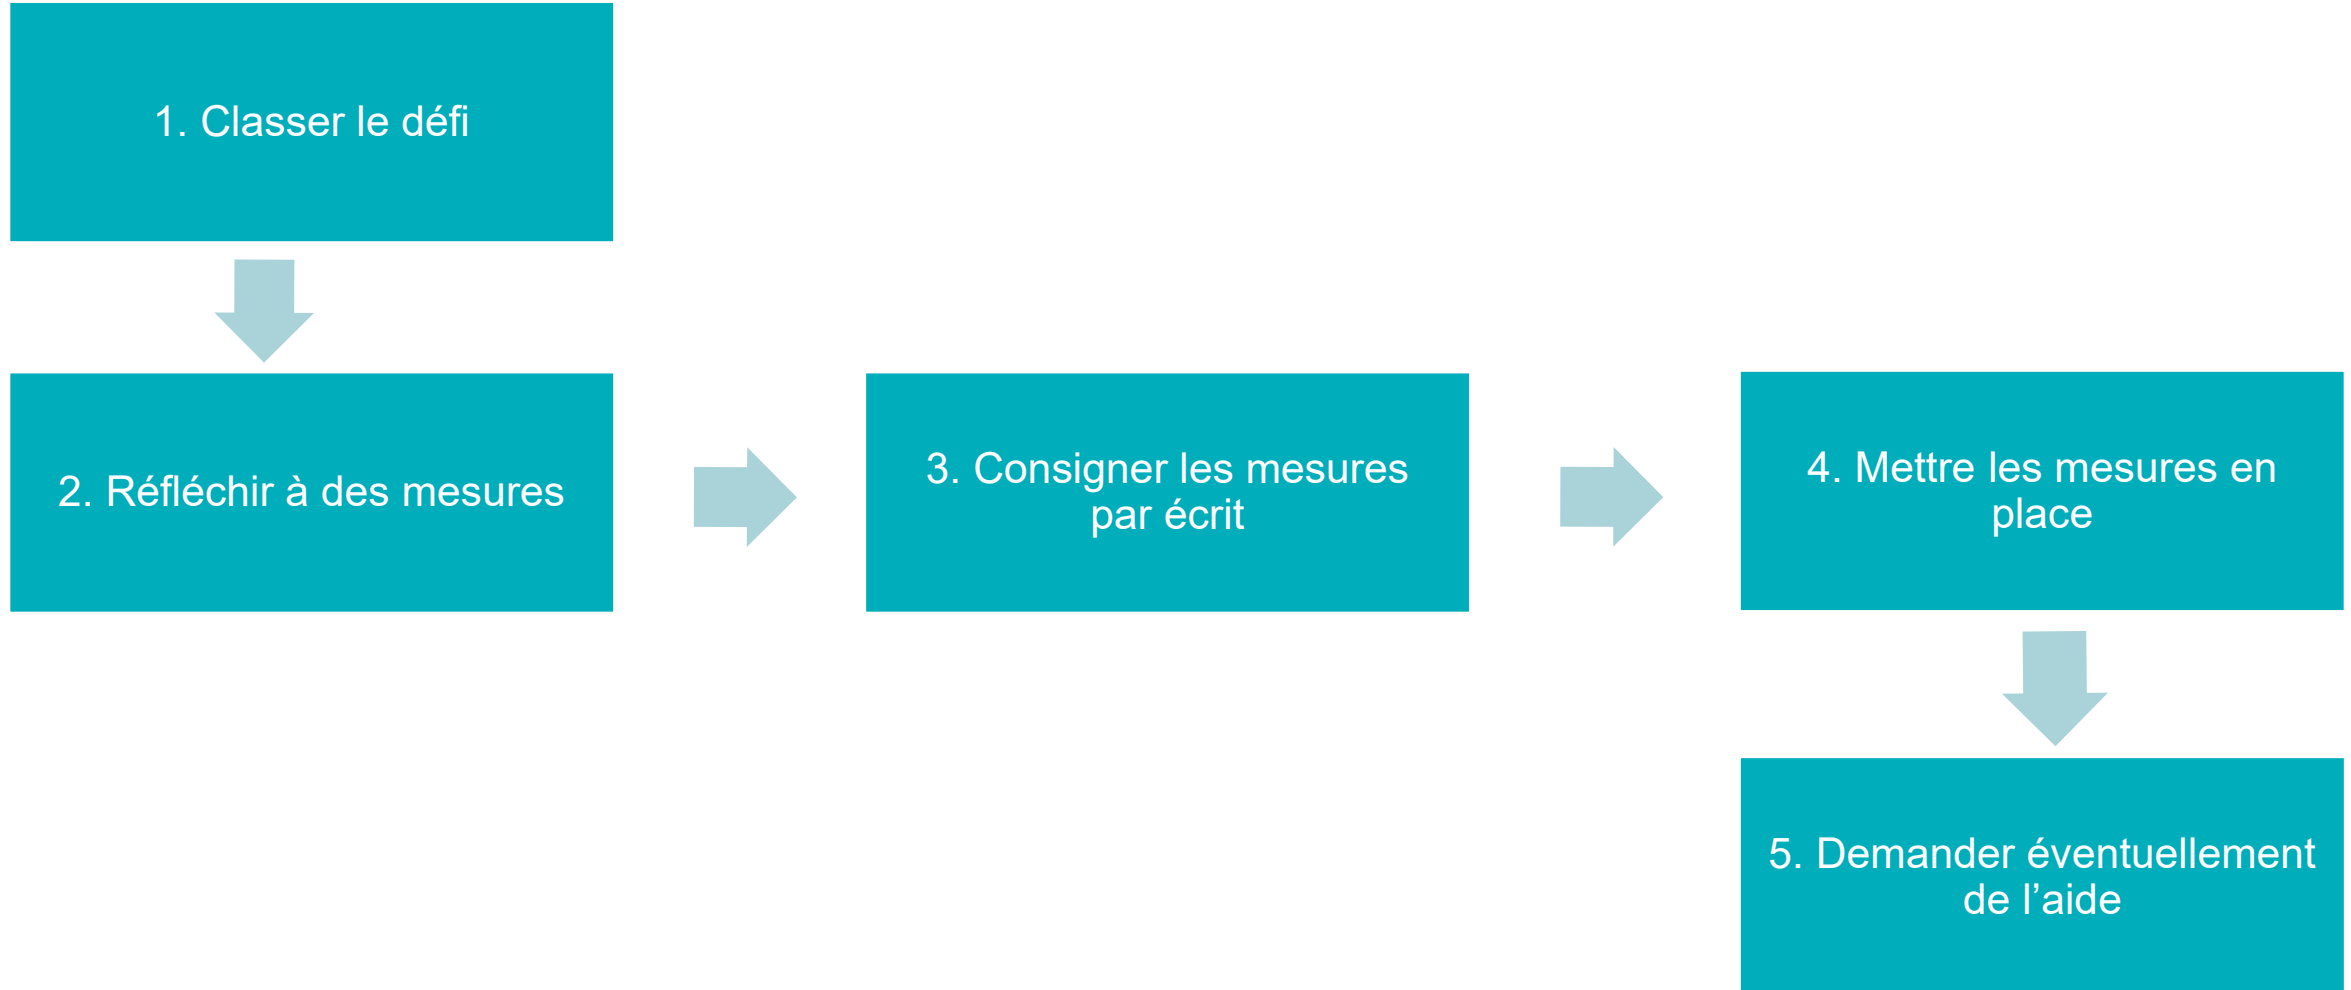 1. Classer le défi
2. Réfléchir à des mesures
3. Consigner les mesures
par écrit
4. Mettre les mesures en
place
5. Demander éventuellement
de l’aide